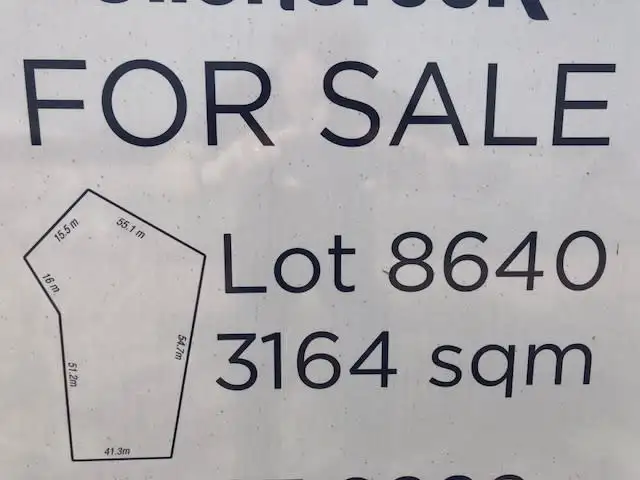 FOR SALE
15.5 m
55.1 m
16 m
Lot 8640
3164 sqm
54.7m
51.2m
41.3m